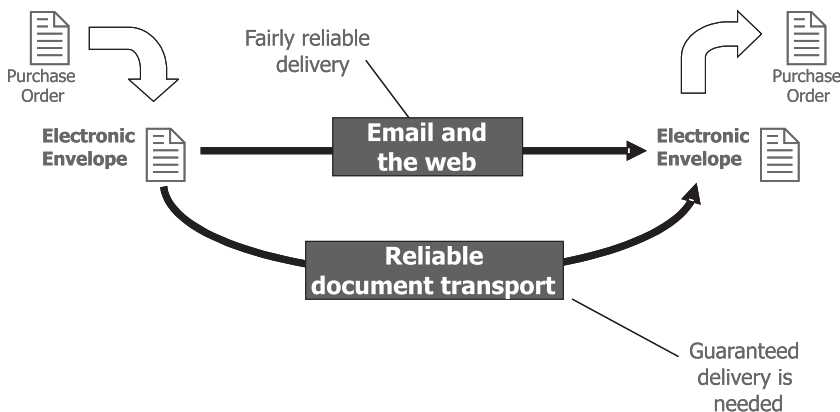 Fairly reliable
delivery
Purchase
Order
Purchase
Order
Electronic
Envelope
Email and
the web
Electronic
Envelope
Reliable
document transport
Guaranteed
delivery is
needed